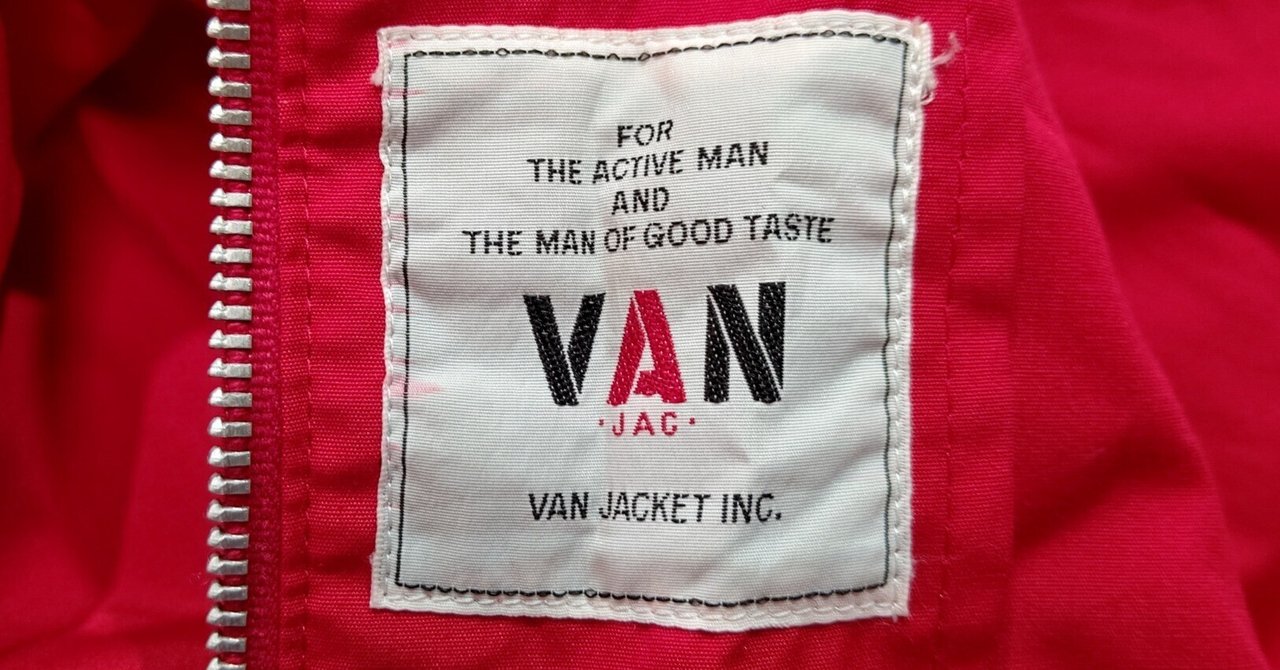 FOR
THE ACTIVE MAN
AND
THE MAN OF GOOD TASTE
VAN
·JAC·
VAN JACKET INC.